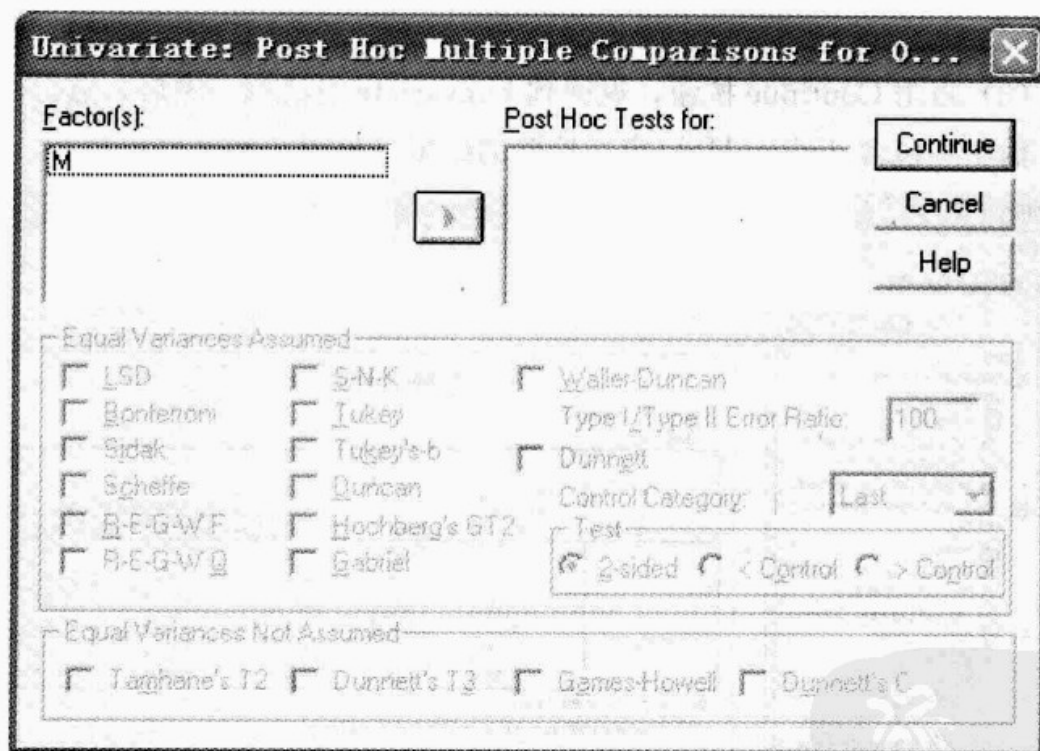 Univariate: Post Hoc Multiple Comparisons for O...
Factor(s):
Post Hoc Tests for:
M
Continue
Cancel
Help
Equal Variances Assumed
LSD
S-N-K
Waller-Duncan
Bonferroni
Tukey
Type I/Type II Error Ratio:
100
Sidak
Tukey's-b
Dunnett
Scheffe
Duncan
Control Category:
Last
R-E-G-W F
Hochberg's GT2
Test
R-E-G-W Q
Gabriel
2-sided
< Control
> Control
Equal Variances Not Assumed
Tamhane's T2
Dunnett's T3
Games-Howell
Dunnett's C